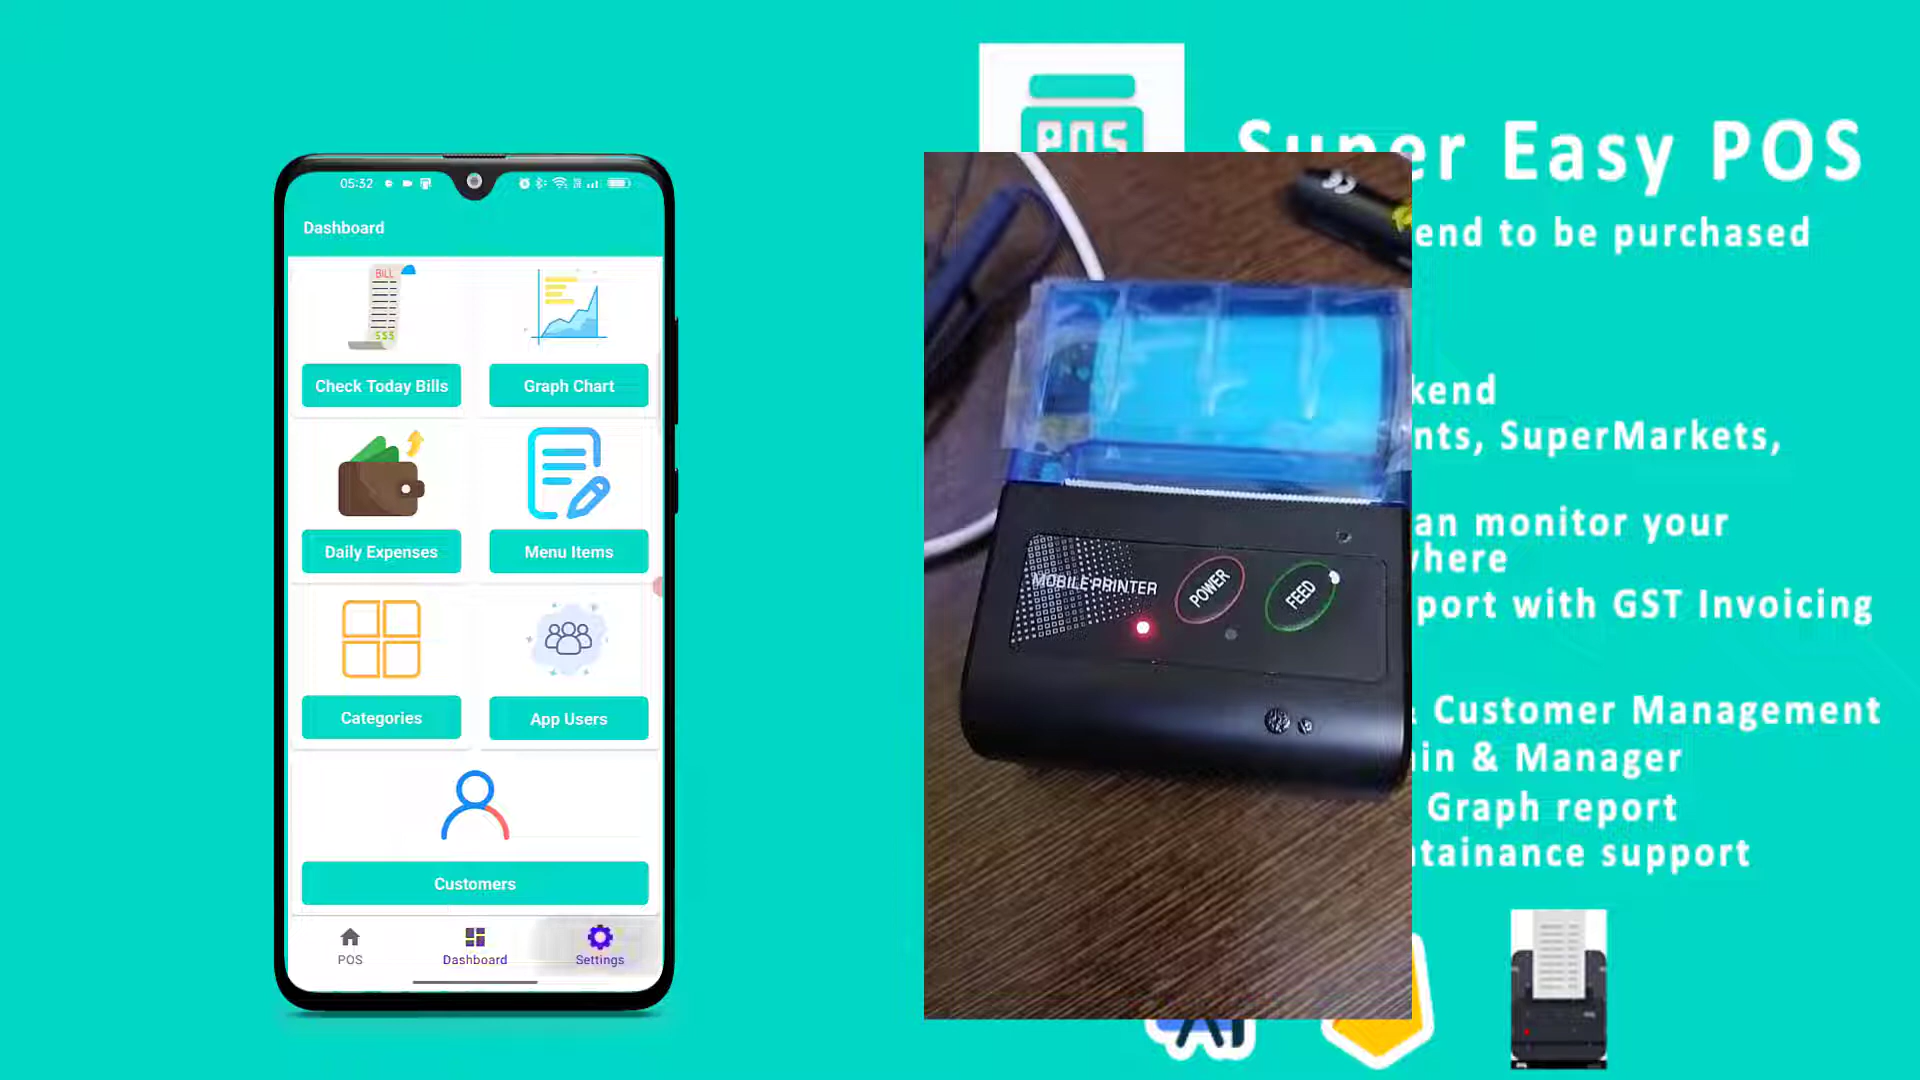 05:32
Dashboard
BILL
$$$
Check Today Bills
Graph Chart
Daily Expenses
Menu Items
Categories
App Users
Customers
POS
Dashboard
Settings
POS
Super Easy POS
end to be purchased
kend
nts, SuperMarkets,
an monitor your
where
port with GST Invoicing
& Customer Management
in & Manager
Graph report
ntainance support
MOBILE PRINTER
POWER
FEED